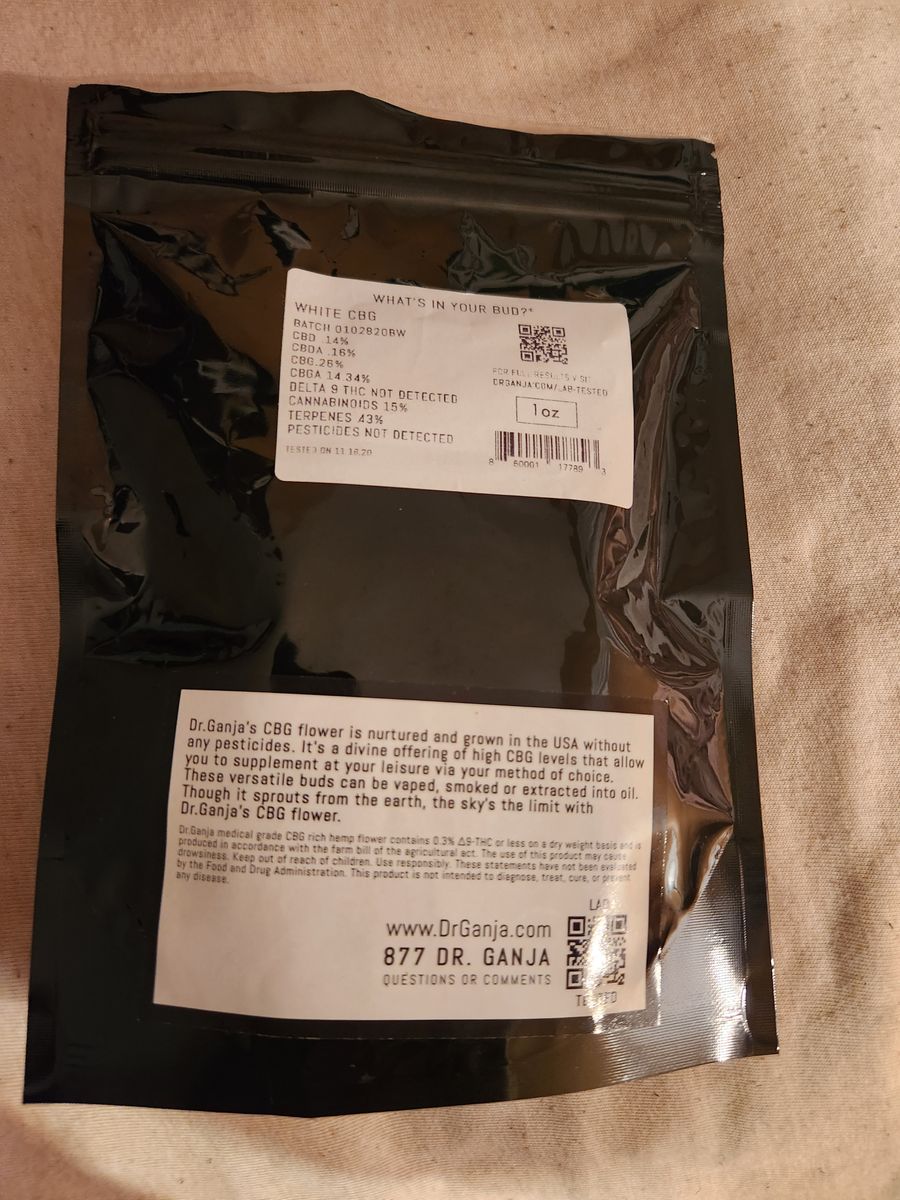 WHAT'S IN YOUR BUD?*
WHITE CBG
BATCH 0102820BW
CBD .14%
CBDA .16%
CBG.26%
CBGA 14.34%
DELTA 9 THC NOT DETECTED
CANNABINOIDS 15%
TERPENES .43%
PESTICIDES NOT DETECTED
TESTED ON 11.16.20
FOR FULL RESULTS VISIT
DRGANJA.COM/LAB-TESTED
1oz
8 60001 17789 3
Dr.Ganja's CBG flower is nurtured and grown in the USA without
any pesticides. It's a divine offering of high CBG levels that allow
you to supplement at your leisure via your method of choice.
These versatile buds can be vaped, smoked or extracted into oil.
Though it sprouts from the earth, the sky's the limit with
Dr.Ganja's CBG flower.
Dr.Ganja medical grade CBG rich hemp flower contains 0.3% Δ9-THC or less on a dry weight basis and is
produced in accordance with the farm bill of the agricultural act. The use of this product may cause
drowsiness. Keep out of reach of children. Use responsibly. These statements have not been evaluated
by the Food and Drug Administration. This product is not intended to diagnose, treat, cure, or prevent
any disease.
www.DrGanja.com
877 DR. GANJA
QUESTIONS OR COMMENTS
LAB
TESTED